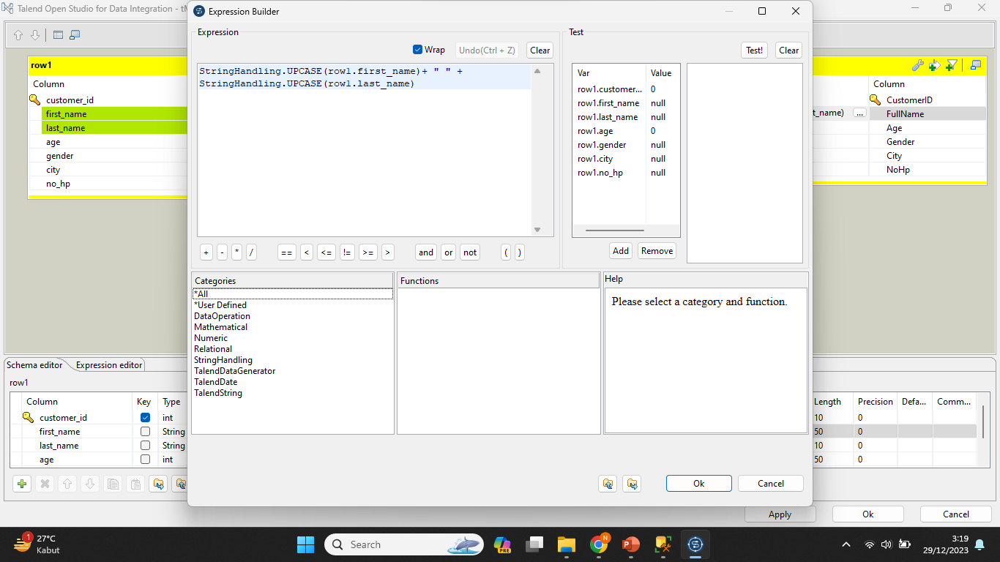 Talend Open Studio for Data Integration - tM
Expression Builder
Expression
Wrap
Undo(Ctrl + Z)
Clear
StringHandling.UPCASE(row1.first_name)+ " " +
StringHandling.UPCASE(row1.last_name)
+ - * / == < <= != >= > and or not ( )
Test
Test!
Clear
Var Value
row1.customer... 0
row1.first_name null
row1.last_name null
row1.age 0
row1.gender null
row1.city null
row1.no_hp null
Add
Remove
Categories
*All
*User Defined
DataOperation
Mathematical
Numeric
Relational
StringHandling
TalendDataGenerator
TalendDate
TalendString
Functions
Help
Please select a category and function.
Ok
Cancel
row1
Column
customer_id
first_name
last_name
age
gender
city
no_hp
Column
CustomerID
t_name) ... FullName
Age
Gender
City
NoHp
Schema editor
Expression editor
row1
Column Key Type
customer_id int
first_name String
last_name String
age int
Length Precision Defa... Comm...
10 0
50 0
10 0
50 0
Apply
Ok
Cancel
1
27°C
Kabut
Search
PRE
N
3:19
29/12/2023